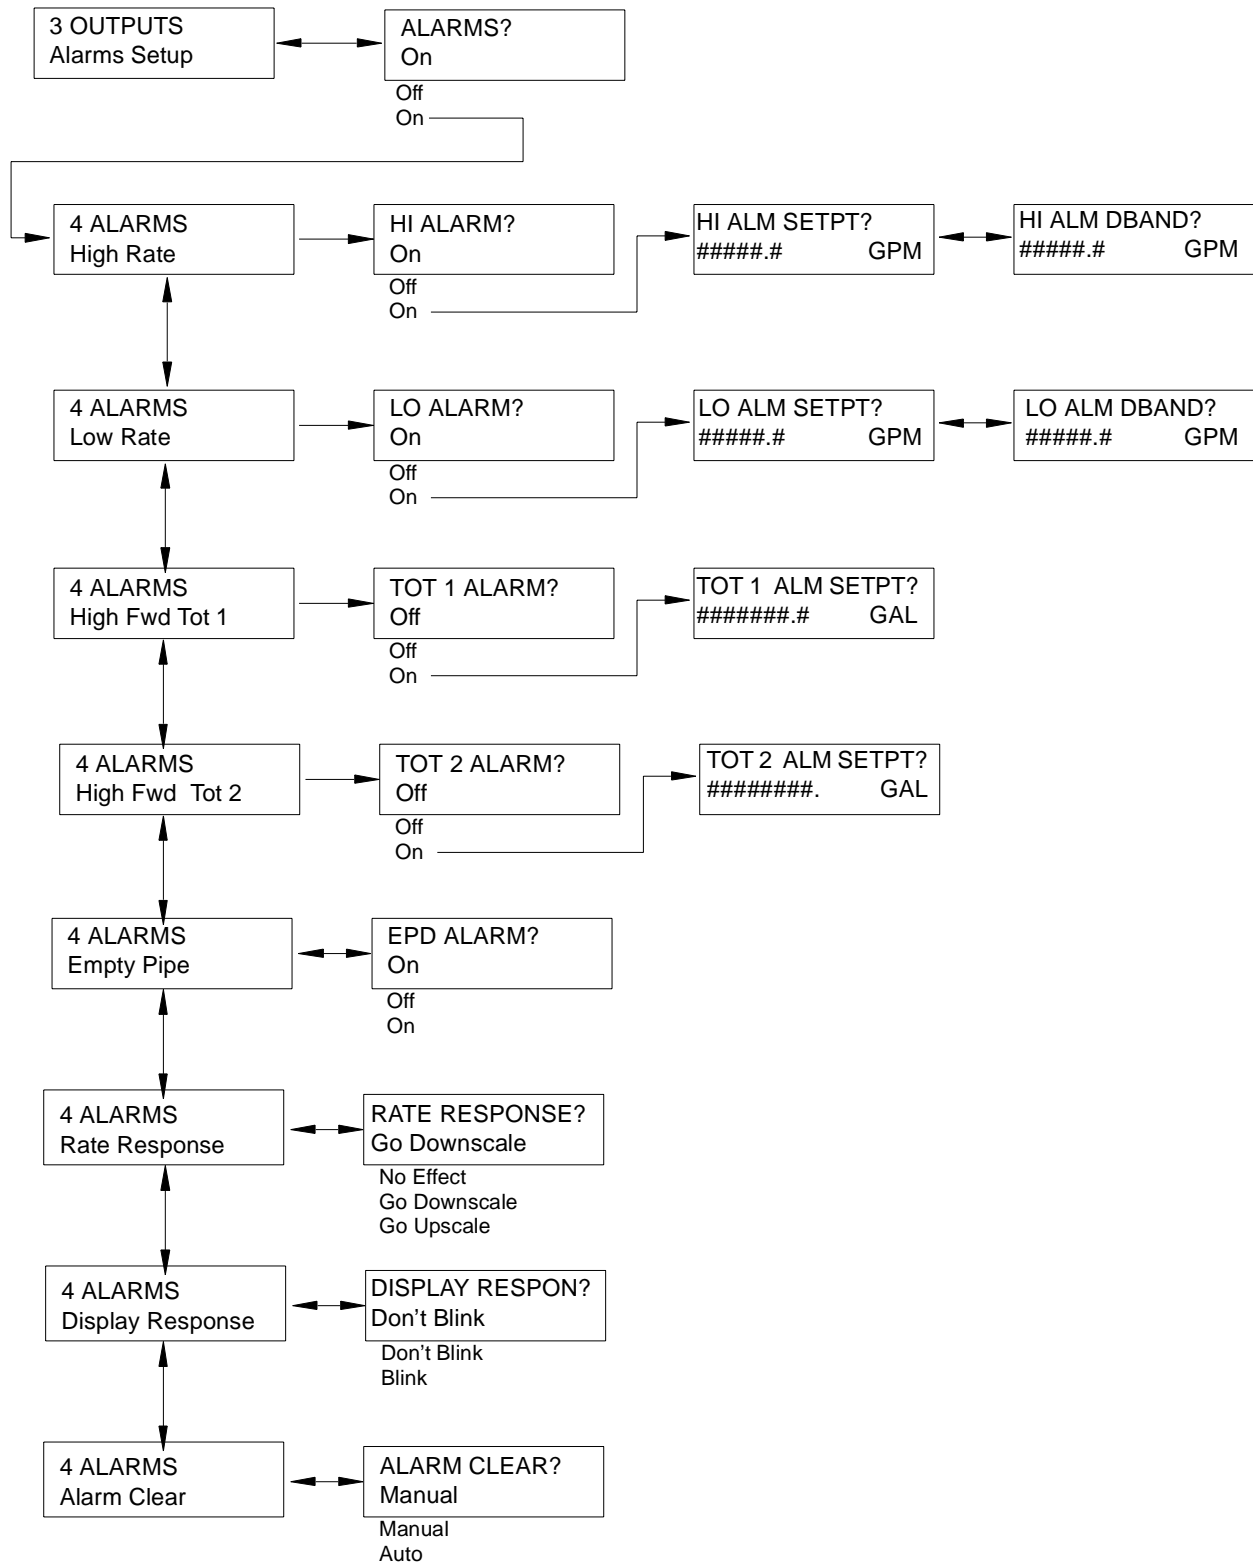 3 OUTPUTS
Alarms Setup
ALARMS?
On
Off
On
4 ALARMS
High Rate
HI ALARM?
On
Off
On
HI ALM SETPT?
#####.# GPM
HI ALM DBAND?
#####.# GPM
4 ALARMS
Low Rate
LO ALARM?
On
Off
On
LO ALM SETPT?
#####.# GPM
LO ALM DBAND?
#####.# GPM
4 ALARMS
High Fwd Tot 1
TOT 1 ALARM?
Off
Off
On
TOT 1 ALM SETPT?
#######.# GAL
4 ALARMS
High Fwd Tot 2
TOT 2 ALARM?
Off
Off
On
TOT 2 ALM SETPT?
########. GAL
4 ALARMS
Empty Pipe
EPD ALARM?
On
Off
On
4 ALARMS
Rate Response
RATE RESPONSE?
Go Downscale
No Effect
Go Downscale
Go Upscale
4 ALARMS
Display Response
DISPLAY RESPON?
Don't Blink
Don't Blink
Blink
4 ALARMS
Alarm Clear
ALARM CLEAR?
Manual
Manual
Auto